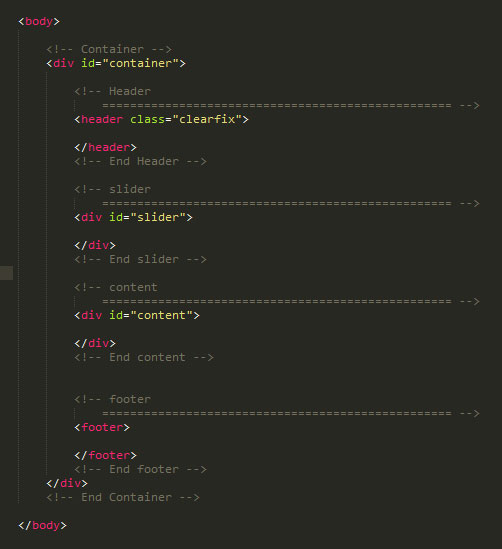 <body>
<!-- Container -->
<div id="container">
<!-- Header
================================================== -->
<header class="clearfix">
</header>
<!-- End Header -->
<!-- slider
================================================== -->
<div id="slider">
</div>
<!-- End slider -->
<!-- content
================================================== -->
<div id="content">
</div>
<!-- End content -->
<!-- footer
================================================== -->
<footer>
</footer>
<!-- End footer -->
</div>
<!-- End Container -->
</body>